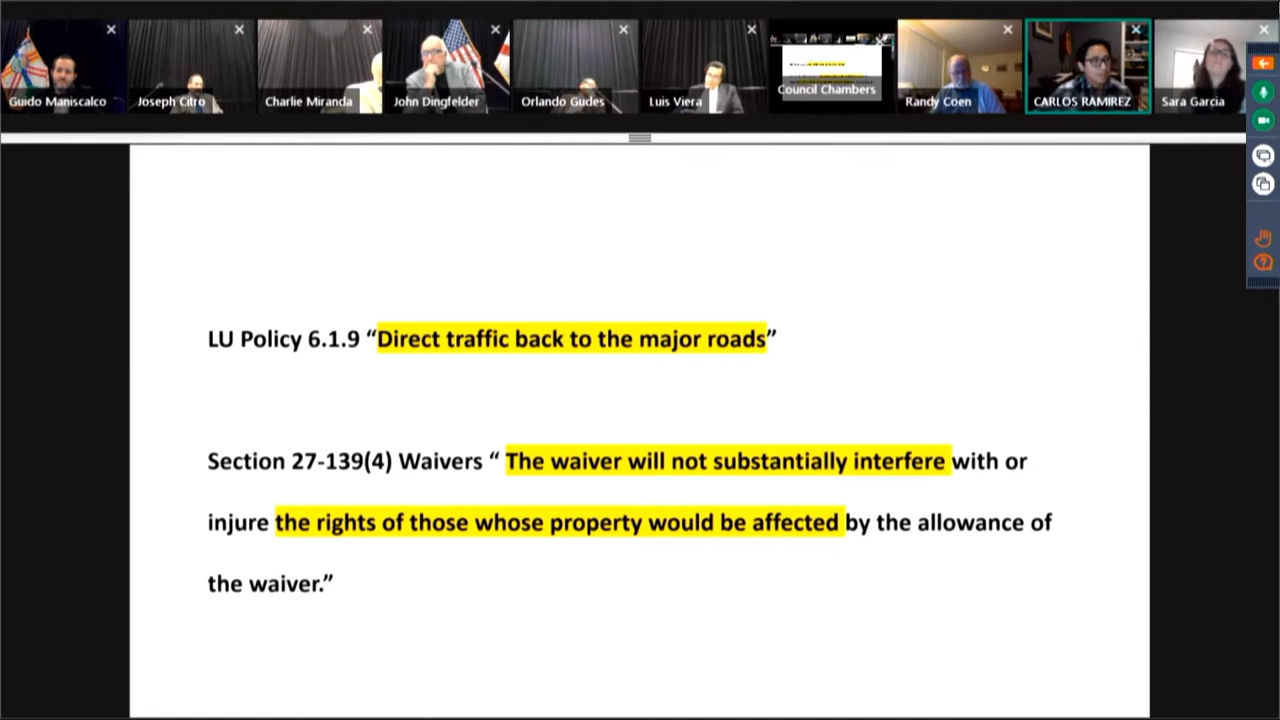 Guido Maniscalco
Joseph Citro
Charlie Miranda
John Dingfelder
Orlando Gudes
Luis Viera
Council Chambers
Randy Coen
CARLOS RAMIREZ
Sara Garcia
LU Policy 6.1.9 “Direct traffic back to the major roads”
Section 27-139(4) Waivers “ The waiver will not substantially interfere with or
injure the rights of those whose property would be affected by the allowance of
the waiver.”